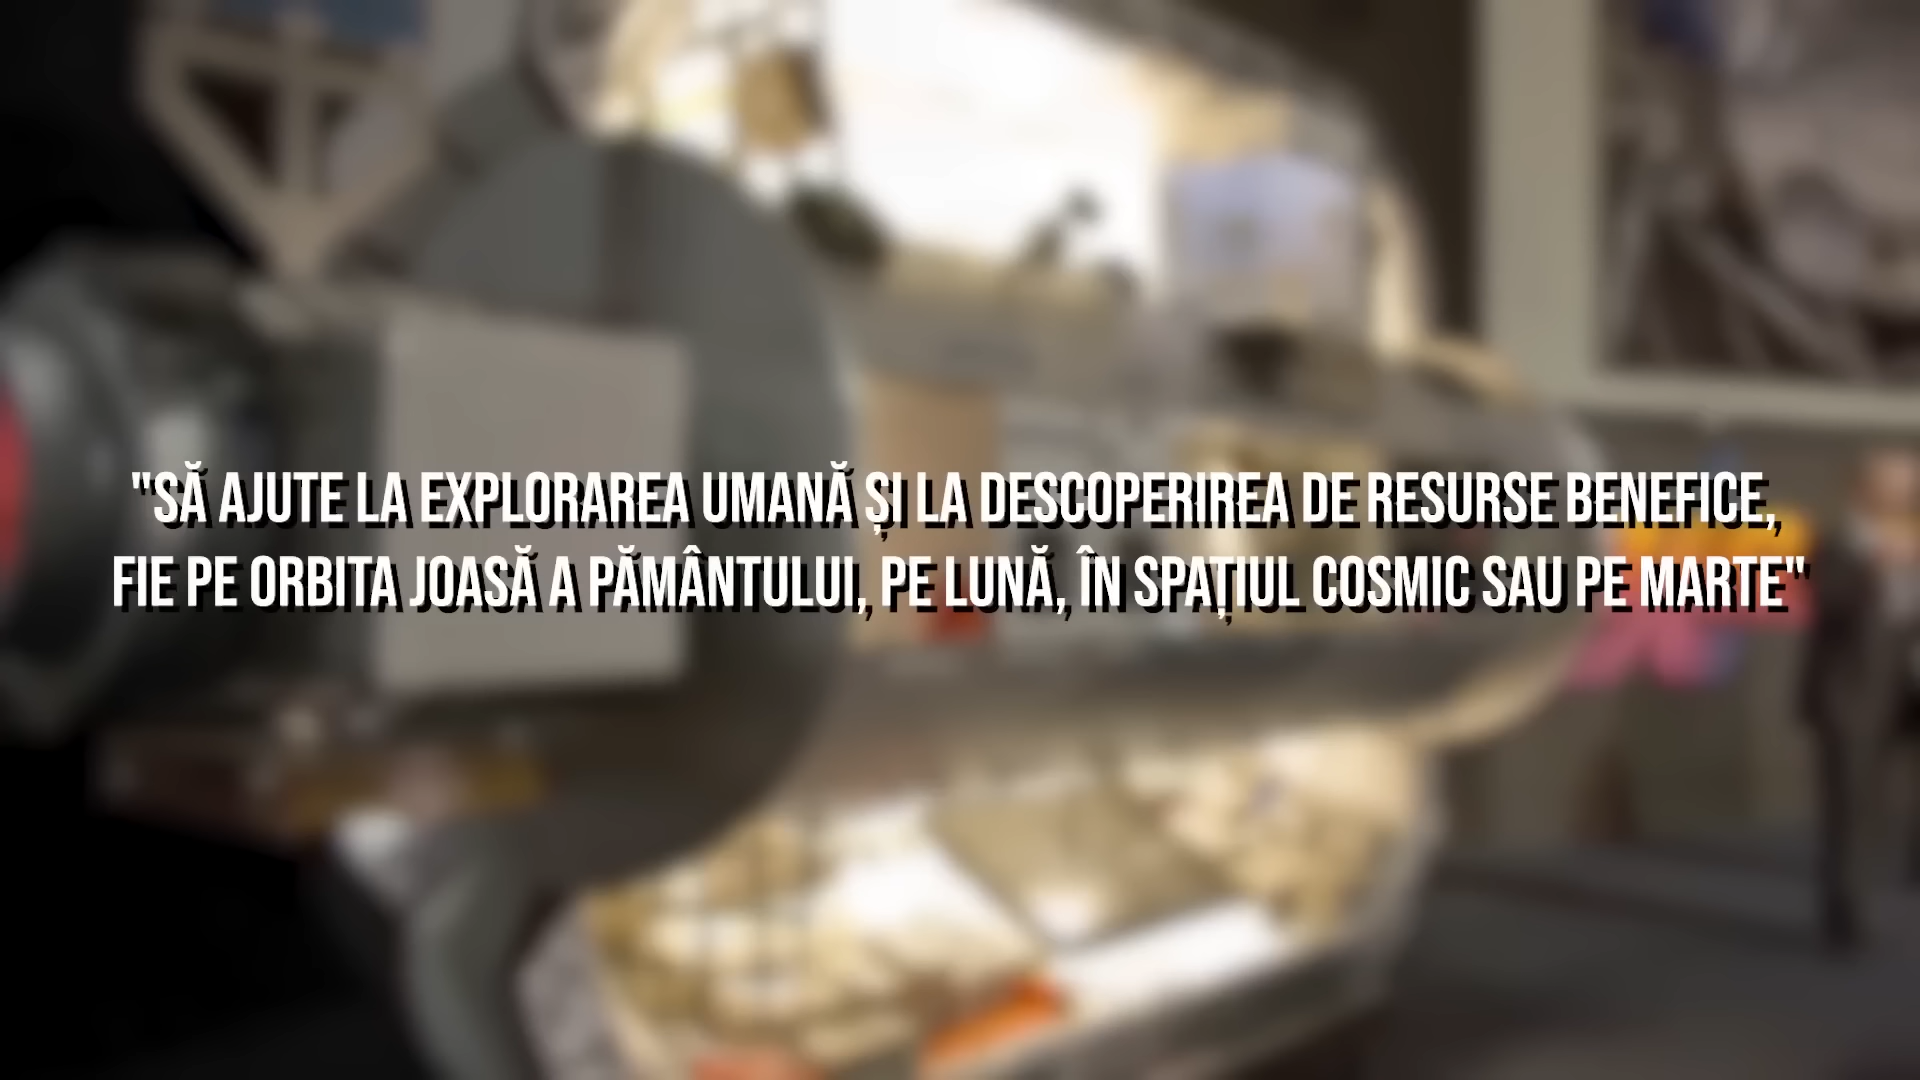 "SĂ AJUTE LA EXPLORAREA UMANĂ ȘI LA DESCOPERIREA DE RESURSE BENEFICE,
FIE PE ORBITA JOASĂ A PĂMÂNTULUI, PE LUNĂ, ÎN SPAȚIUL COSMIC SAU PE MARTE"